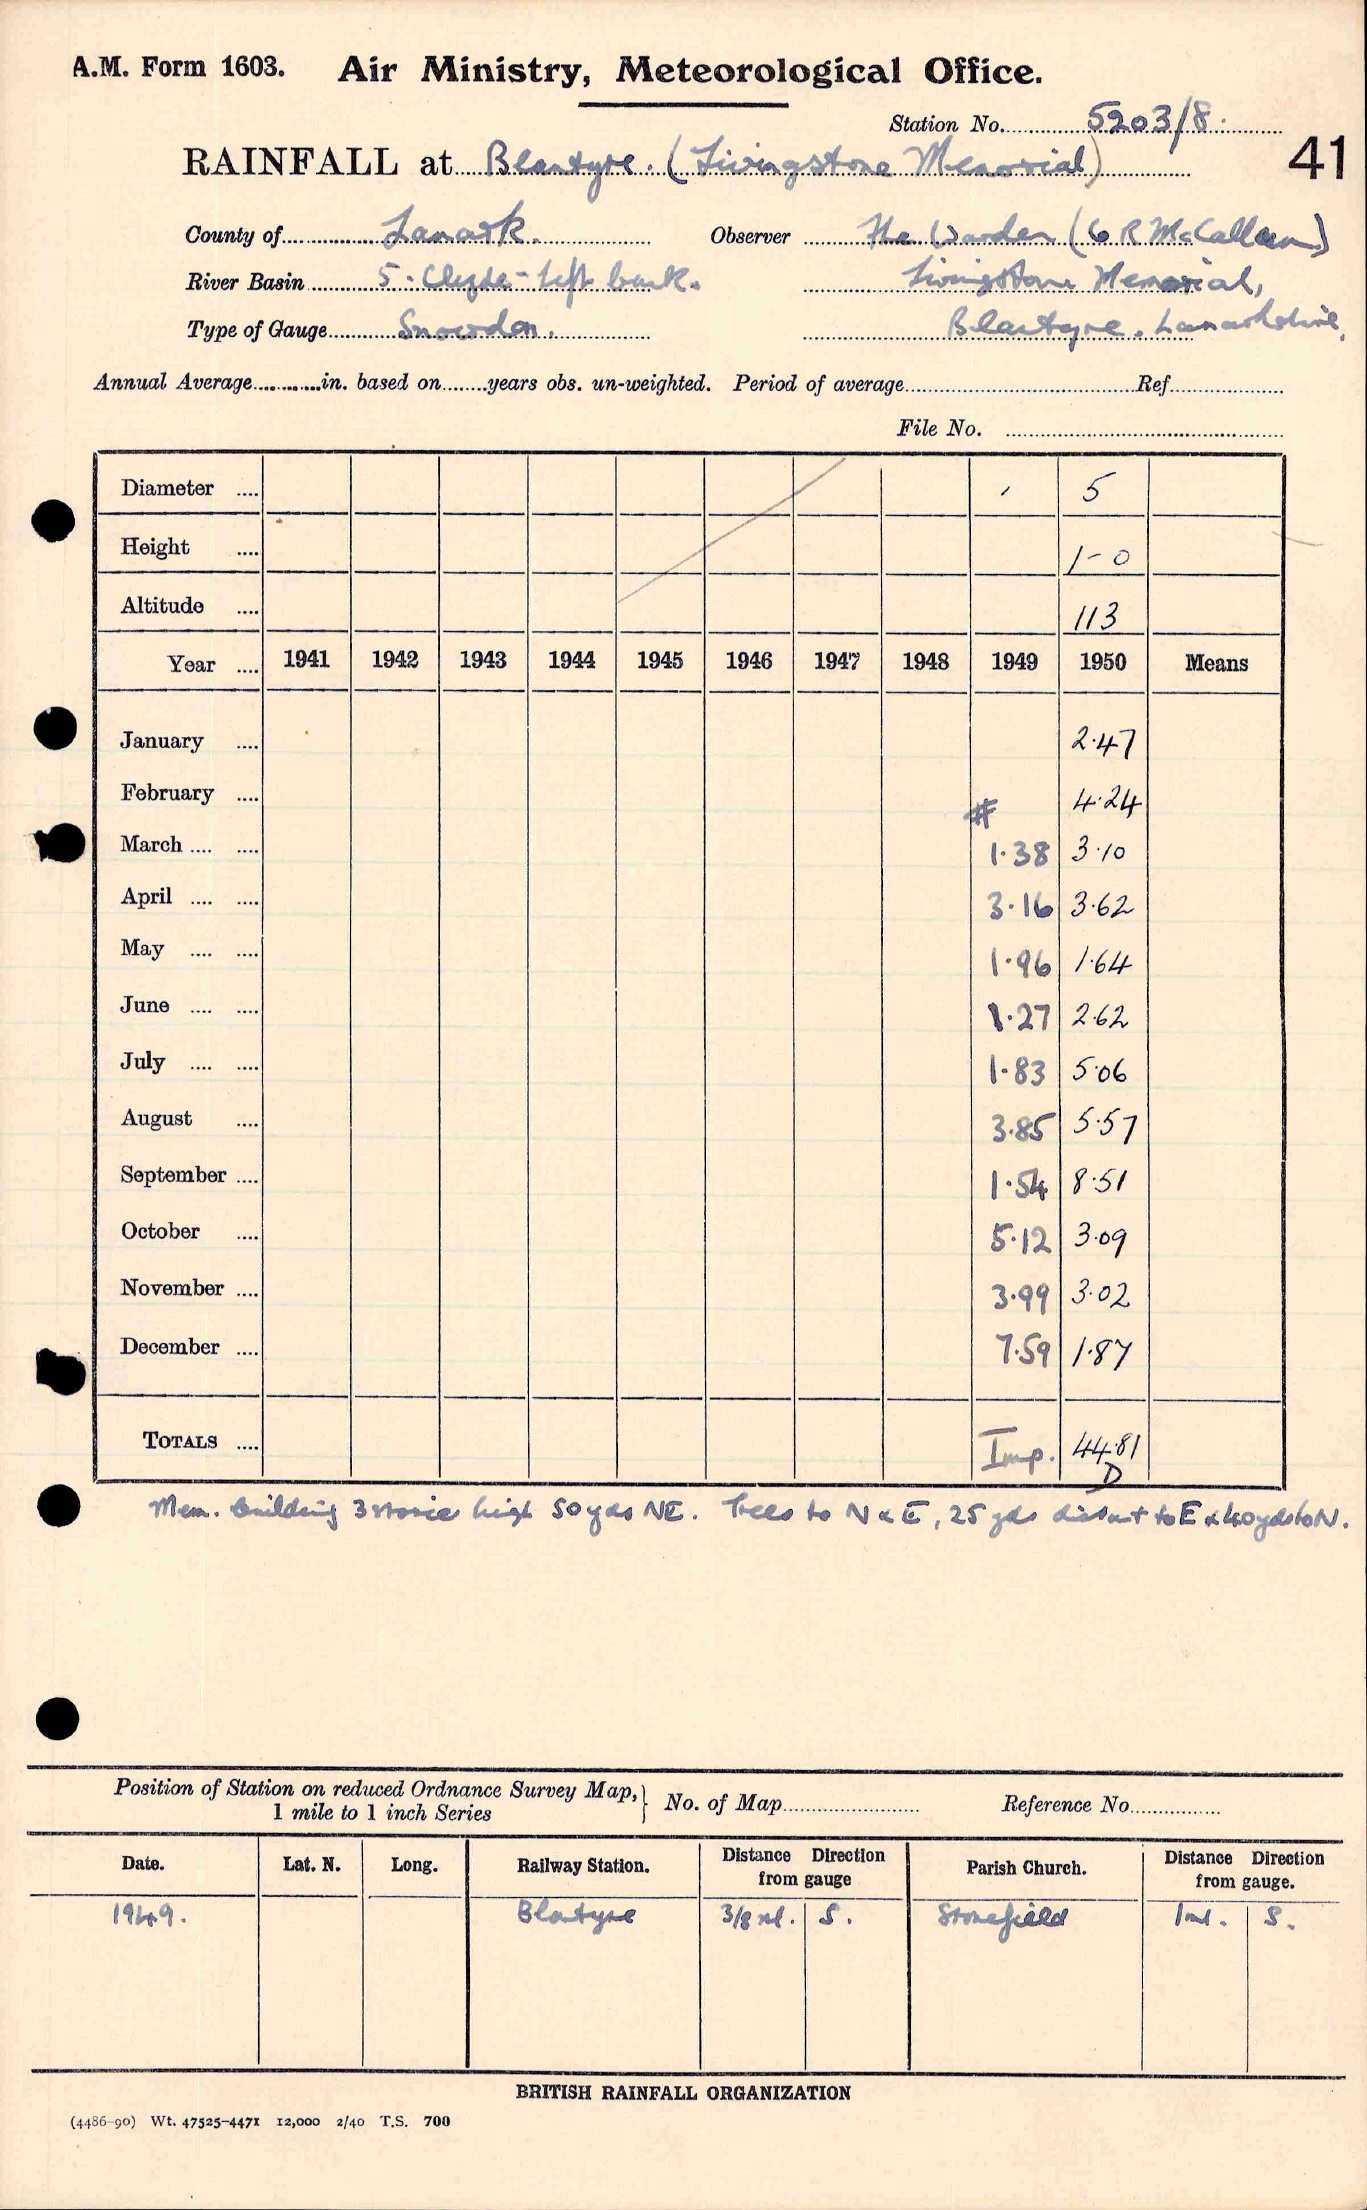 A.M. Form 1603. Air Ministry, Meteorological Office.
Station No. 5203/8.
41
RAINFALL at Blantyre. (Livingstone Memorial)
County of Lanark. Observer The Warden (G R McCallum)
River Basin 5. Clyde - Left bank. Livingstone Memorial,
Type of Gauge Snowdon. Blantyre. Lanarkshire,
Annual Average............in. based on........years obs. un-weighted. Period of average................ Ref................
File No. ................
Diameter .... 5
Height .... 1-0
Altitude .... 113
Year .... 1941 1942 1943 1944 1945 1946 1947 1948 1949 1950 Means
January .... 2.47
February .... # 4.24
March .... .... 1.38 3.10
April .... .... 3.16 3.62
May .... .... 1.96 1.64
June .... .... 1.27 2.62
July .... .... 1.83 5.06
August .... 3.85 5.57
September .... 1.54 8.51
October .... 5.12 3.09
November .... 3.99 3.02
December .... 7.59 1.87
TOTALS .... Imp. 44.81
D
Mem. building 3 storie high 50 yds NE. Trees to N & E, 25 yds distant to E & 40 yds to N.
Position of Station on reduced Ordnance Survey Map, } No. of Map................ Reference No................
1 mile to 1 inch Series
Date. Lat. N. Long. Railway Station. Distance Direction from gauge Parish Church. Distance Direction from gauge.
1949. Blantyre 3/8 ml. S. Stonefield 1 ml. S.
BRITISH RAINFALL ORGANIZATION
(4486-90) Wt. 47525-4471 12,000 2/40 T.S. 700